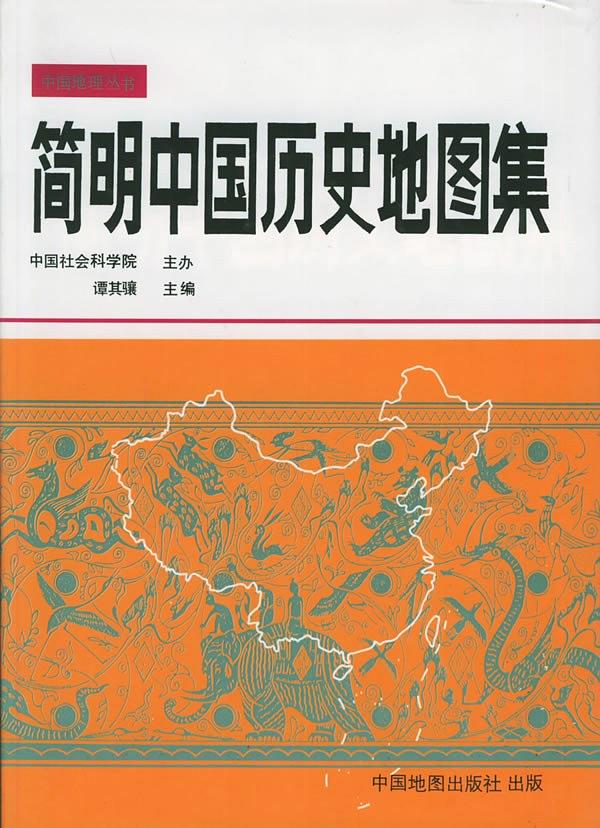 中国地理丛书
简明中国历史地图集
中国社会科学院 主办
谭其骧 主编
中国地图出版社 出版